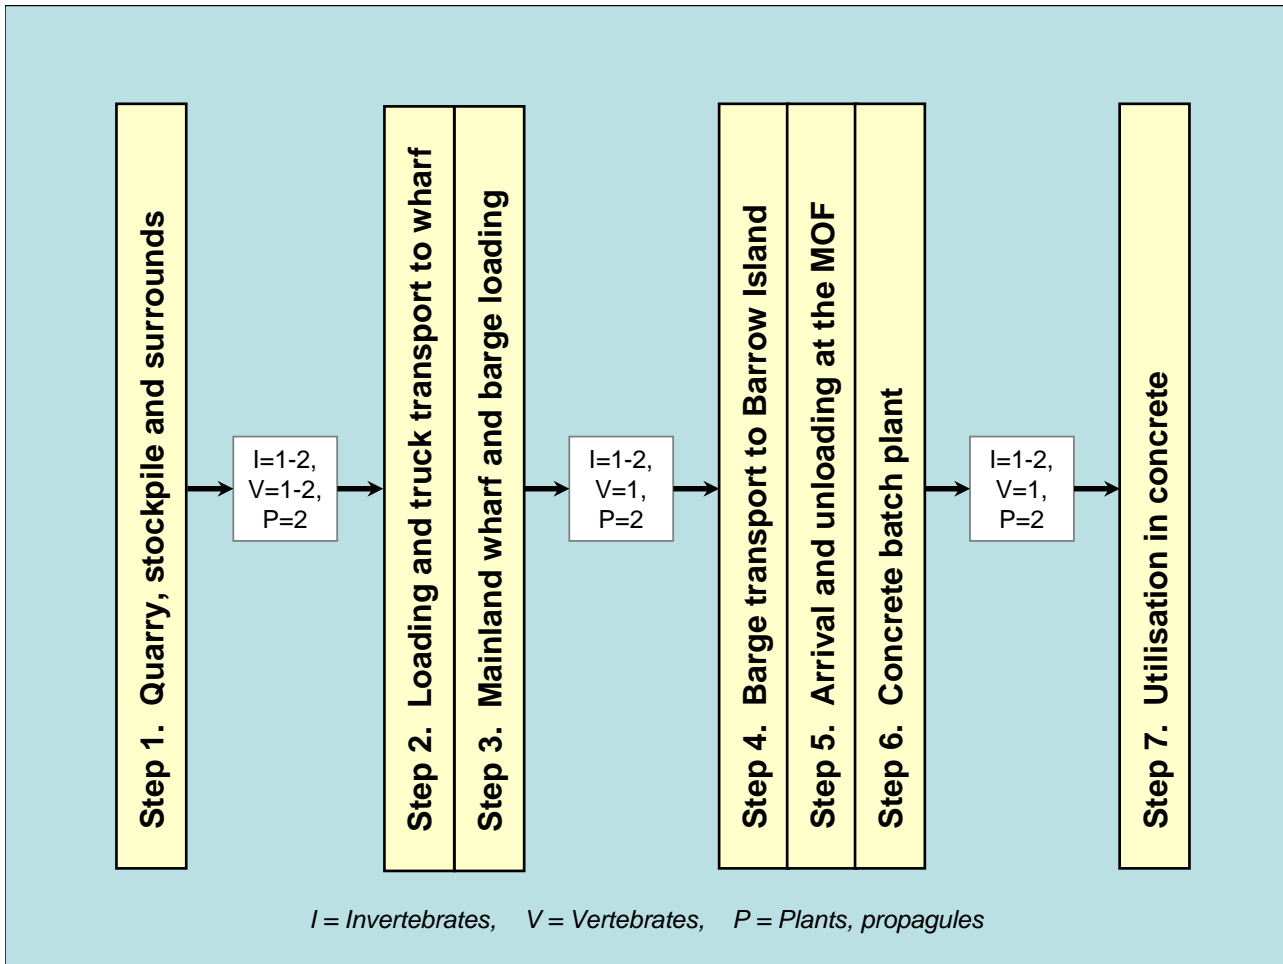 Step 1.  Quarry, stockpile and surrounds
I=1-2,
V=1-2,
P=2
Step 2.  Loading and truck transport to wharf
Step 3.  Mainland wharf and barge loading
I=1-2,
V=1,
P=2
Step 4.  Barge transport to Barrow Island
Step 5.  Arrival and unloading at the MOF
Step 6.  Concrete batch plant
I=1-2,
V=1,
P=2
Step 7.  Utilisation in concrete
I = Invertebrates,    V = Vertebrates,    P = Plants, propagules